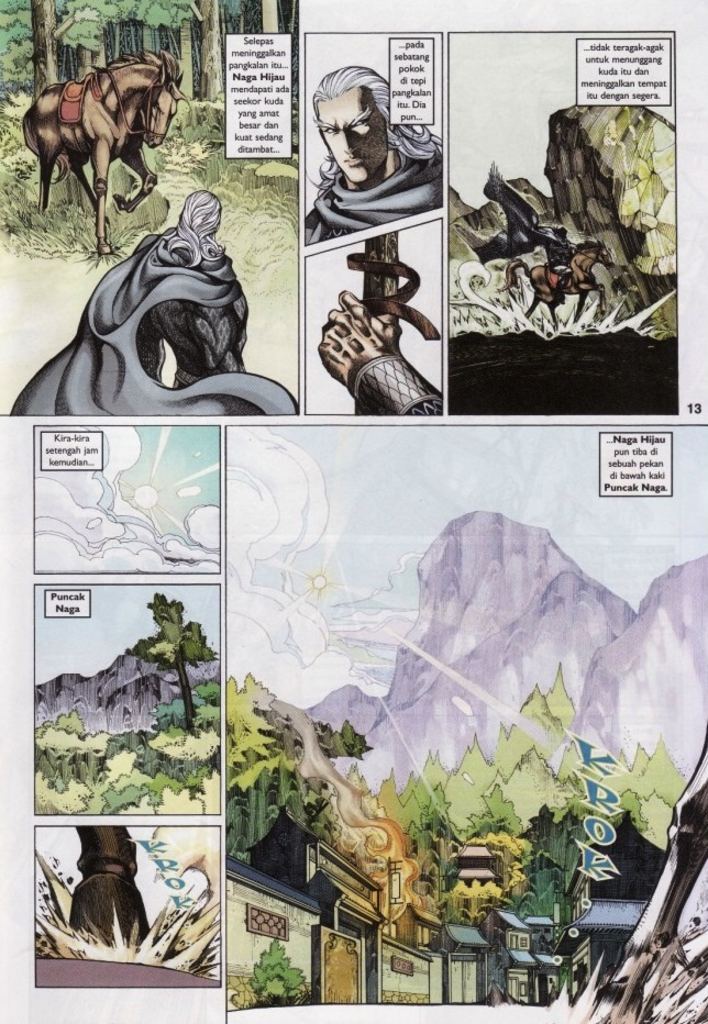 Selepas
meninggalkan
pangkalan itu...
Naga Hijau
mendapati ada
seekor kuda
yang amat
besar dan
kuat sedang
ditambat...
...pada
sebatang
pokok
di tepi
pangkalan
itu. Dia
pun...
...tidak teragak-agak
untuk menunggang
kuda itu dan
meninggalkan tempat
itu dengan segera.
13
Kira-kira
setengah jam
kemudian...
Puncak
Naga
KROK
...Naga Hijau
pun tiba di
sebuah pekan
di bawah kaki
Puncak Naga.
KROK